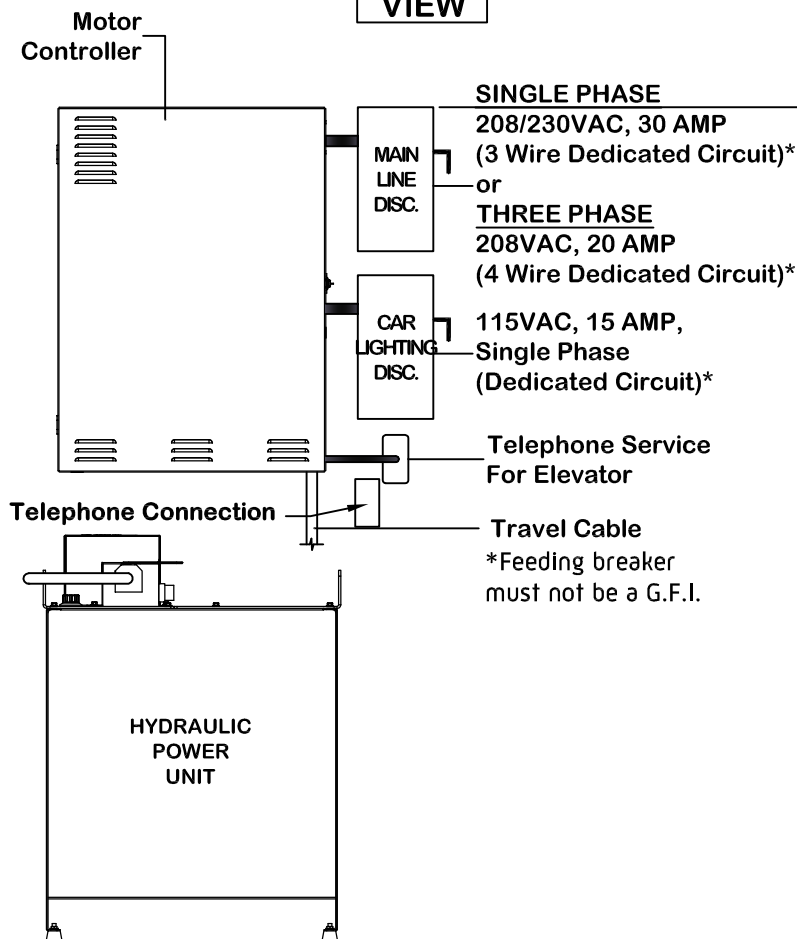 VIEW
Motor
Controller
SINGLE PHASE
208/230VAC, 30 AMP
(3 Wire Dedicated Circuit)*
or
THREE PHASE
208VAC, 20 AMP
(4 Wire Dedicated Circuit)*
MAIN
LINE
DISC.
115VAC, 15 AMP,
Single Phase
(Dedicated Circuit)*
CAR
LIGHTING
DISC.
Telephone Service
For Elevator
Telephone Connection
Travel Cable
*Feeding breaker
must not be a G.F.I.
HYDRAULIC
POWER
UNIT